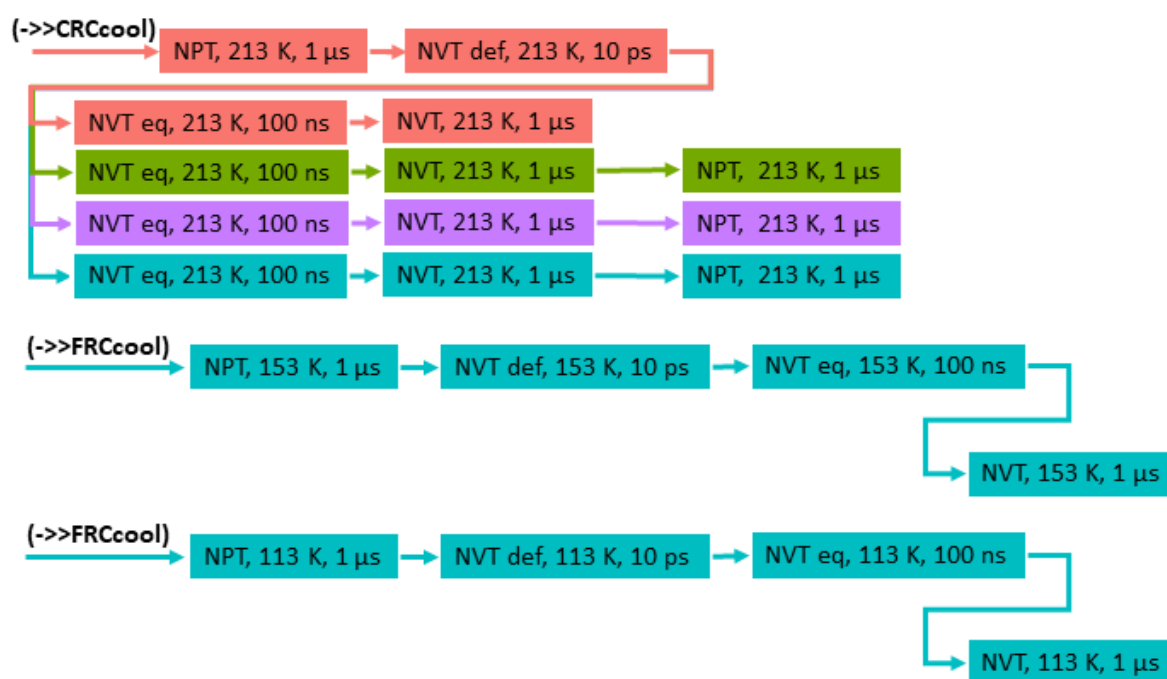 (->>CRCcool)
NPT, 213 K, 1 µs
NVT def, 213 K, 10 ps
NVT eq, 213 K, 100 ns
NVT, 213 K, 1 µs
NVT eq, 213 K, 100 ns
NVT, 213 K, 1 µs
NPT, 213 K, 1 µs
NVT eq, 213 K, 100 ns
NVT, 213 K, 1 µs
NPT, 213 K, 1 µs
NVT eq, 213 K, 100 ns
NVT, 213 K, 1 µs
NPT, 213 K, 1 µs
(->>FRCcool)
NPT, 153 K, 1 µs
NVT def, 153 K, 10 ps
NVT eq, 153 K, 100 ns
NVT, 153 K, 1 µs
(->>FRCcool)
NPT, 113 K, 1 µs
NVT def, 113 K, 10 ps
NVT eq, 113 K, 100 ns
NVT, 113 K, 1 µs